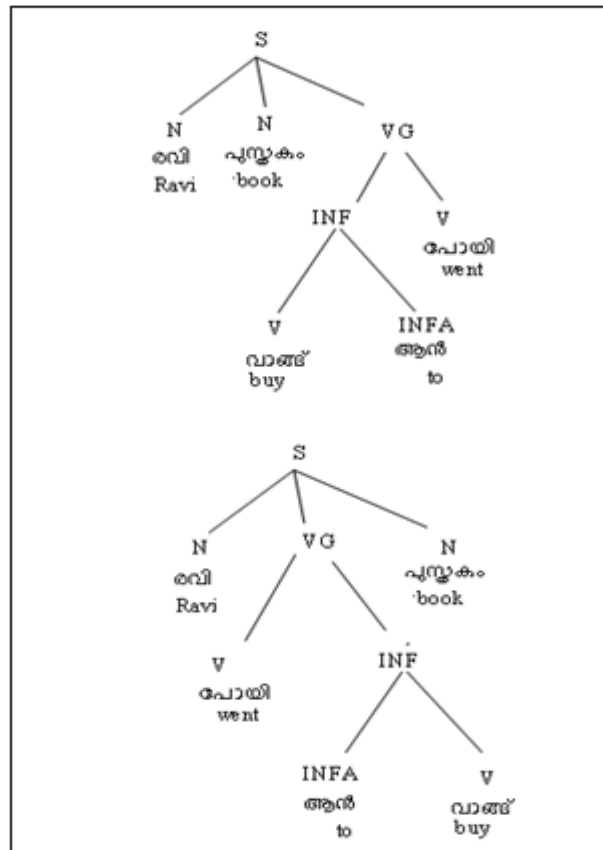 S
N N VG
രവി പുസ്തകം
Ravi book
INF V
പോയി
went
V INFA
വാങ്ങ് ആൻ
buy to
S
N VG N
രവി പുസ്തകം
Ravi book
V INF
പോയി
went
INFA V
ആൻ വാങ്ങ്
to buy